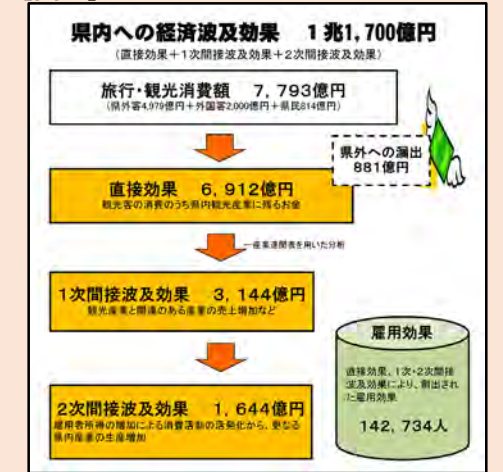 県内への経済波及効果 1兆1,700億円
(直接効果+1次間接波及効果+2次間接波及効果)
旅行・観光消費額 7,793億円
(県外客4,979億円+外国客2,000億円+県民814億円)
県外への漏出
881億円
直接効果 6,912億円
観光客の消費のうち県内観光産業に残るお金
産業連関表を用いた分析
1次間接波及効果 3,144億円
観光産業と関連のある産業の売上増加など
2次間接波及効果 1,644億円
雇用者所得の増加による消費活動の活発化から、更なる
県内産業の生産増加
雇用効果
直接効果、1次・2次間接
波及効果により、創出され
た雇用効果
142,734人